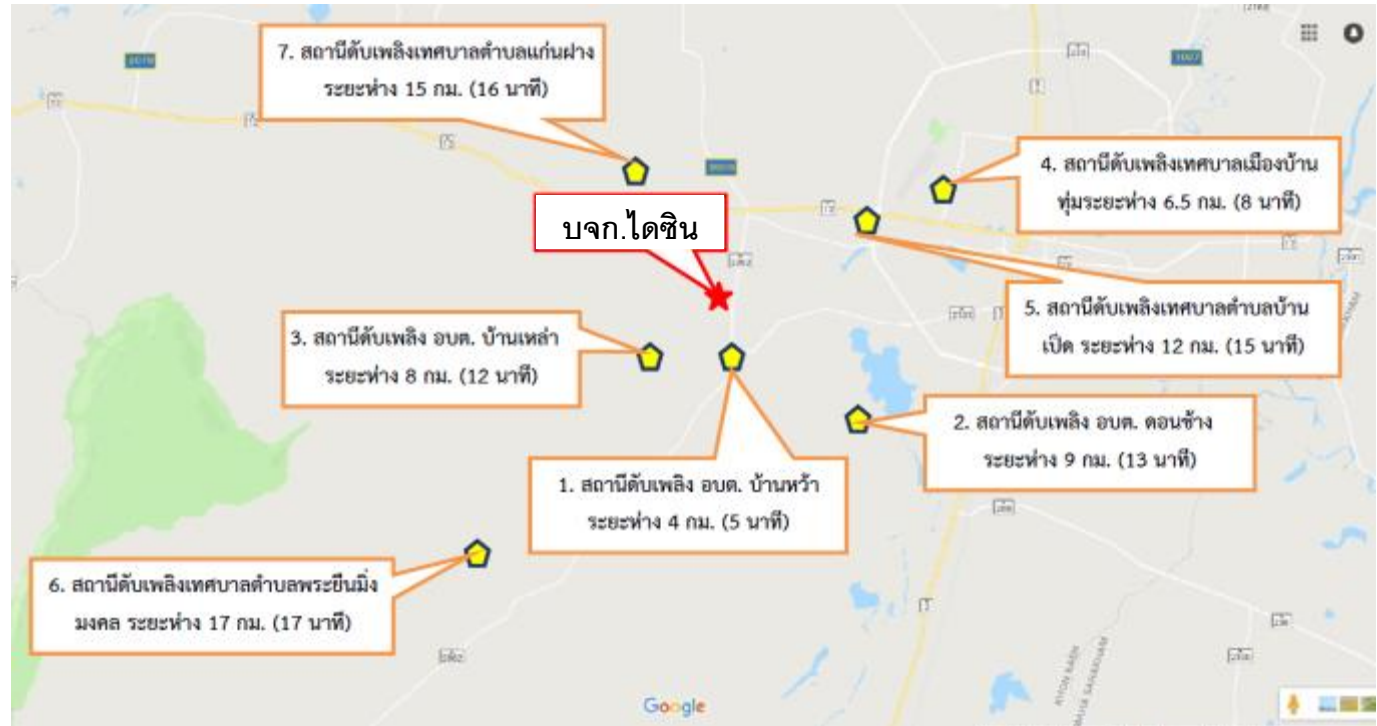 7. สถานีดับเพลิงเทศบาลตำบลแก่นฝาง
ระยะห่าง 15 กม. (16 นาที)
4. สถานีดับเพลิงเทศบาลเมืองบ้าน
ทุ่มระยะห่าง 6.5 กม. (8 นาที)
บจก.ไดซิน
5. สถานีดับเพลิงเทศบาลตำบลบ้าน
เป็ด ระยะห่าง 12 กม. (15 นาที)
3. สถานีดับเพลิง อบต. บ้านเหล่า
ระยะห่าง 8 กม. (12 นาที)
2. สถานีดับเพลิง อบต. ดอนช้าง
ระยะห่าง 9 กม. (13 นาที)
1. สถานีดับเพลิง อบต. บ้านหว้า
ระยะห่าง 4 กม. (5 นาที)
6. สถานีดับเพลิงเทศบาลตำบลพระยืนมิ่ง
มงคล ระยะห่าง 17 กม. (17 นาที)
Google